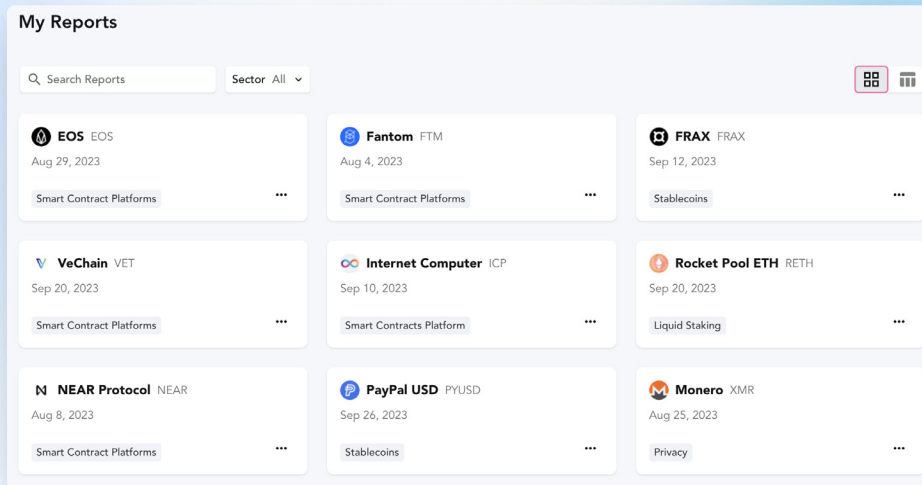 My Reports
Search Reports
Sector All
EOS EOS
Aug 29, 2023
Smart Contract Platforms
Fantom FTM
Aug 4, 2023
Smart Contract Platforms
FRAX FRAX
Sep 12, 2023
Stablecoins
VeChain VET
Sep 20, 2023
Smart Contract Platforms
Internet Computer ICP
Sep 10, 2023
Smart Contracts Platform
Rocket Pool ETH RETH
Sep 20, 2023
Liquid Staking
NEAR Protocol NEAR
Aug 8, 2023
Smart Contract Platforms
PayPal USD PYUSD
Sep 26, 2023
Stablecoins
Monero XMR
Aug 25, 2023
Privacy